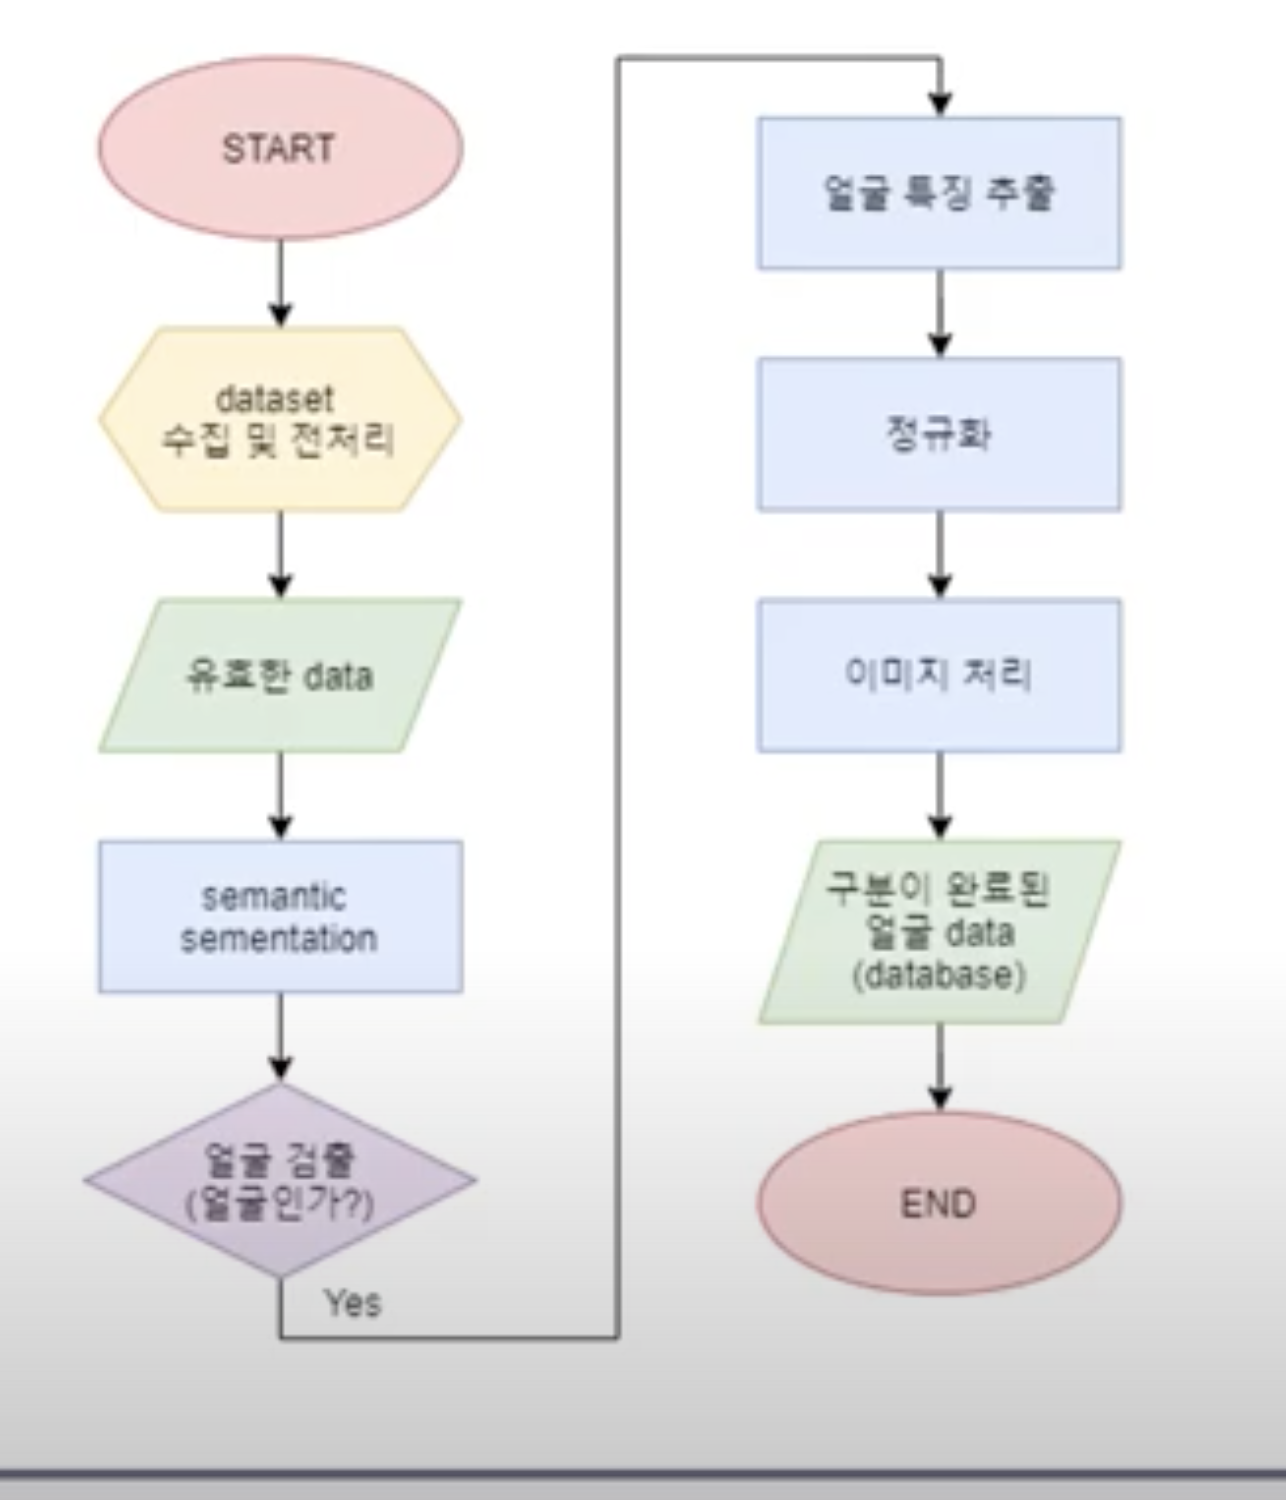 START
dataset
수집 및 전처리
유효한 data
semantic
sementation
얼굴 검출
(얼굴인가?)
Yes
얼굴 특징 추출
정규화
이미지 처리
구분이 완료된
얼굴 data
(database)
END